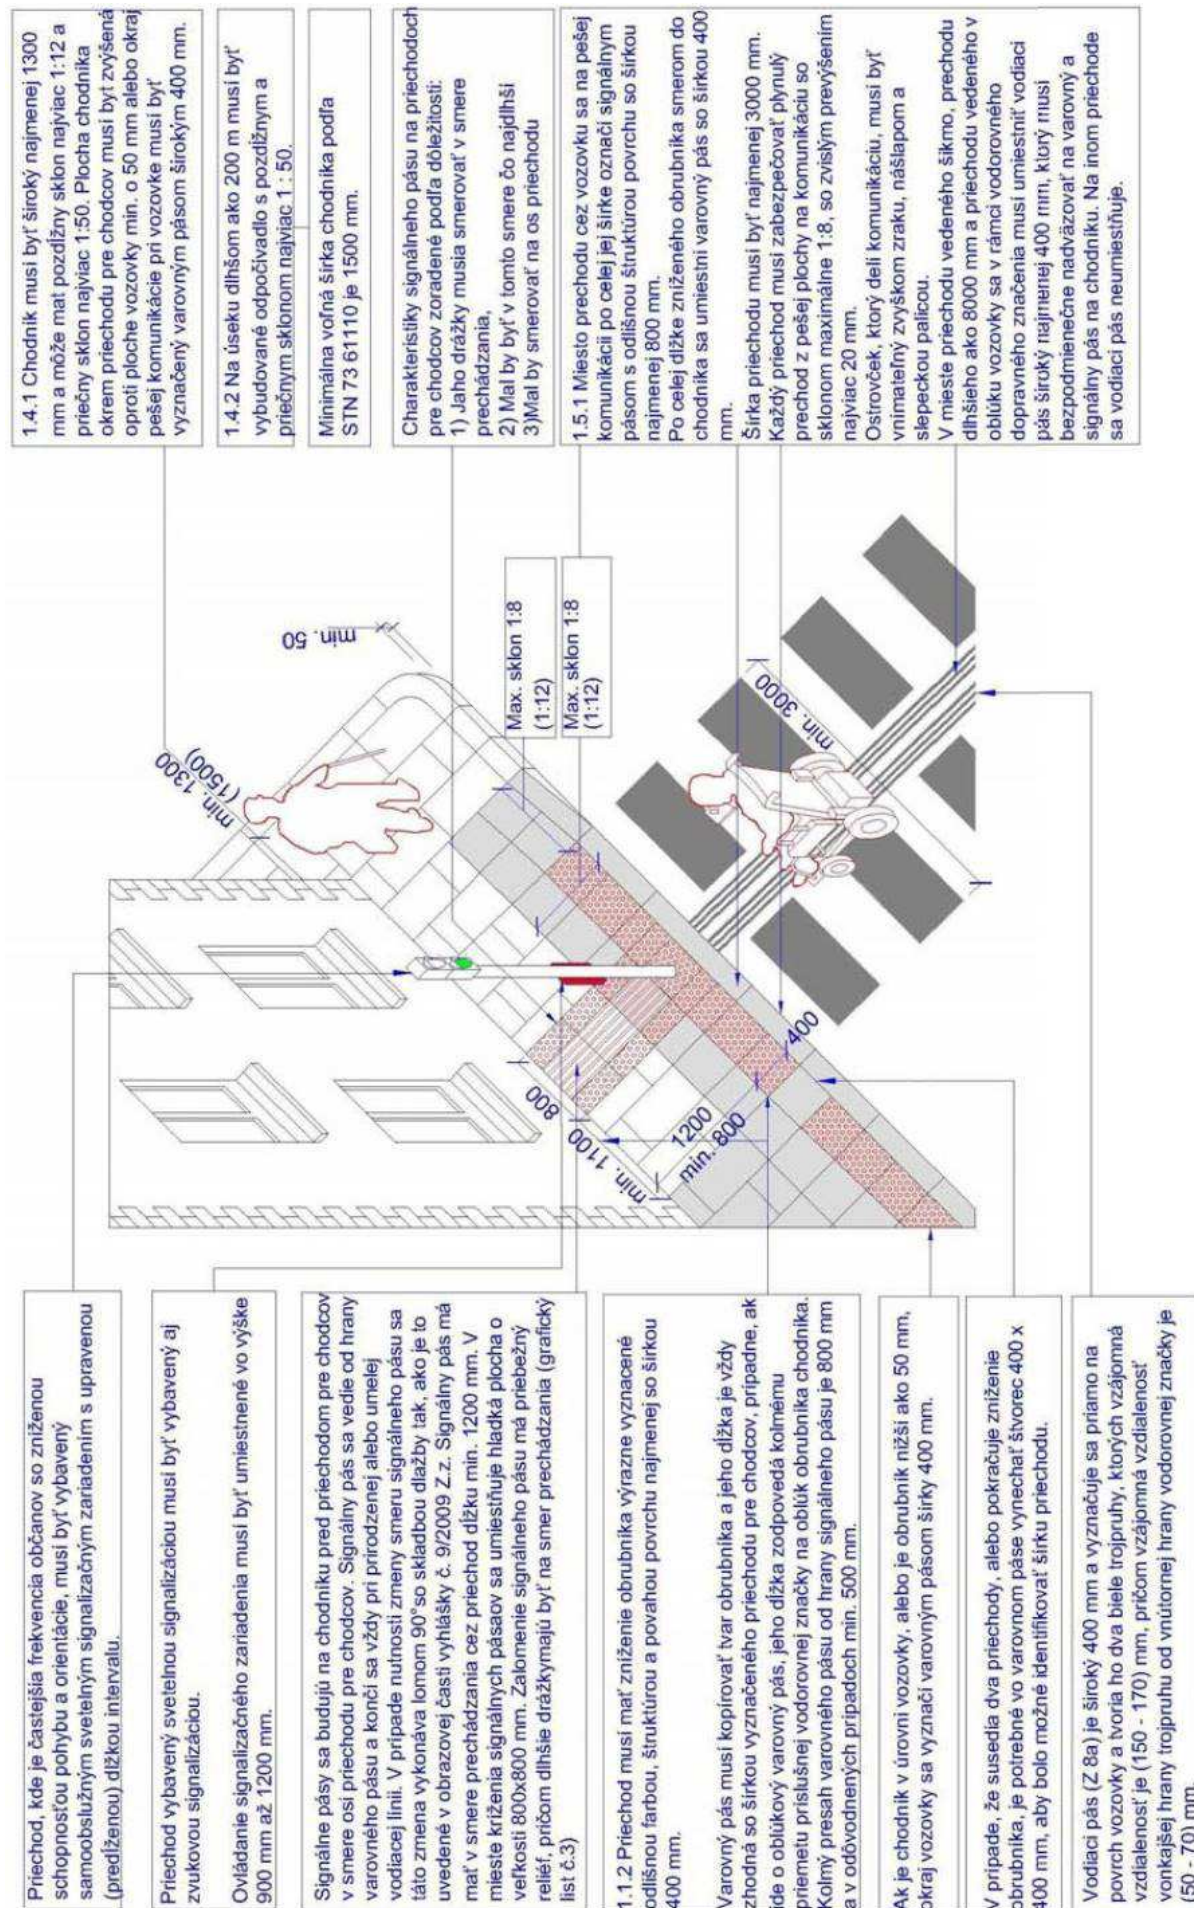 Priechod, kde je častejšia frekvencia občanov so zníženou
schopnosťou pohybu a orientácie, musí byť vybavený
samoobslužným svetelným signalizačným zariadením s upravenou
(predĺženou) dĺžkou intervalu.
Priechod vybavený svetelnou signalizáciou musí byť vybavený aj
zvukovou signalizáciou.
Ovládanie signalizačného zariadenia musí byť umiestnené vo výške
900 mm až 1200 mm.
Signálne pásy sa budujú na chodníku pred priechodom pre chodcov
v smere osi priechodu pre chodcov. Signálny pás sa vedie od hrany
varovného pásu a končí sa vždy pri prirodzenej alebo umelej
vodiacej línii. V prípade nutnosti zmeny smeru signálneho pásu sa
táto zmena vykonáva lomom 90°so skladbou dlažby tak, ako je to
uvedené v obrazovej časti vyhlášky č. 9/2009 Z.z. Signálny pás má
mať v smere prechádzania cez priechod dĺžku min. 1200 mm. V
mieste kríženia signálnych pásov sa umiestňuje hladká plocha o
veľkosti 800x800 mm. Zalomenie signálneho pásu má priebežný
reliéf, pričom dlhšie drážkymajú byť na smer prechádzania (grafický
list č.3)
1.1.2 Priechod musí mať zníženie obrubníka výrazne vyznacené
odlišnou farbou, štruktúrou a povahou povrchu najmenej so šírkou
400 mm.
Varovný pás musí kopírovať tvar obrubníka a jeho dĺžka je vždy
zhodná so šírkou vyznačeného priechodu pre chodcov, prípadne, ak
ide o oblúkový varovný pás, jeho dĺžka zodpovedá kolmému
priemetu príslušnej vodorovnej značky na oblúk obrubníka chodníka.
Kolmý presah varovného pásu od hrany signálneho pásu je 800 mm
a v odôvodnených prípadoch min. 500 mm.
Ak je chodník v úrovni vozovky, alebo je obrubník nižší ako 50 mm,
okraj vozovky sa vyznačí varovným pásom šírky 400 mm.
V prípade, že susedia dva priechody, alebo pokračuje zníženie
obrubníka, je potrebné vo varovnom páse vynechať štvorec 400 x
400 mm, aby bolo možné identifikovať šírku priechodu.
Vodiaci pás (Z 8a) je široký 400 mm a vyznačuje sa priamo na
povrch vozovky a tvoria ho dva biele trojpruhy, ktorých vzájomná
vzdialenosť je (150 - 170) mm, pričom vzájomná vzdialenosť
vonkajšej hrany trojpruhu od vnútornej hrany vodorovnej značky je
(50 - 70) mm.
min. 1300
(1500)
min. 50
Max. sklon 1:8
(1:12)
Max. sklon 1:8
(1:12)
800
min. 1100
1200
min. 800
400
min. 3000
1.4.1 Chodník musí byť široký najmenej 1300
mm a môže mat pozdĺžny sklon najviac 1:12 a
priečny sklon najviac 1:50. Plocha chodníka
okrem priechodu pre chodcov musí byt zvýšená
oproti ploche vozovky min. o 50 mm alebo okraj
pešej komunikácie pri vozovke musí byť
vyznačený varovným pásom širokým 400 mm.
1.4.2 Na úseku dlhšom ako 200 m musí byť
vybudované odpočívadlo s pozdĺžnym a
priečnym sklonom najviac 1 : 50.
Minimálna voľná šírka chodníka podľa
STN 73 61110 je 1500 mm.
Charakteristiky signálneho pásu na priechodoch
pre chodcov zoradené podľa dôležitosti:
1) Jaho drážky musia smerovať v smere
prechádzania,
2) Mal by byť v tomto smere čo najdlhší
3)Mal by smerovať na os priechodu
1.5.1 Miesto prechodu cez vozovku sa na pešej
komunikácii po celej jej šírke označí signálnym
pásom s odlišnou štruktúrou povrchu so šírkou
najmenej 800 mm.
Po celej dĺžke zníženého obrubníka smerom do
chodníka sa umiestni varovný pás so šírkou 400
mm.
Šírka priechodu musí byť najmenej 3000 mm.
Každý priechod musí zabezpečovať plynulý
prechod z pešej plochy na komunikáciu so
sklonom maximálne 1:8, so zvislým prevýšením
najviac 20 mm.
Ostrovček, ktorý delí komunikáciu, musí byť
vnímateľný zvyškom zraku, nášlapom a
slepeckou palicou.
V mieste priechodu vedeného šikmo, prechodu
dlhšieho ako 8000 mm a priechodu vedeného v
oblúku vozovky sa v rámci vodorovného
dopravného značenia musí umiestniť vodiaci
pás široký najmenej 400 mm, ktorý musí
bezpodmienečne nadväzovať na varovný a
signálny pás na chodníku. Na inom priechode
sa vodiaci pás neumiestňuje.